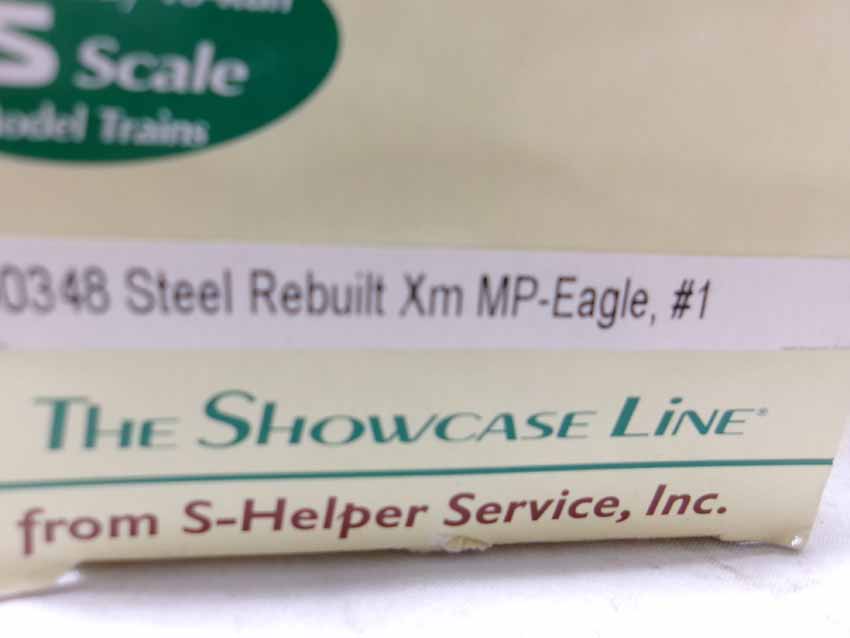 Scale
Model Trains
0348 Steel Rebuilt Xm MP-Eagle, #1
THE SHOWCASE LINE®
from S-Helper Service, Inc.